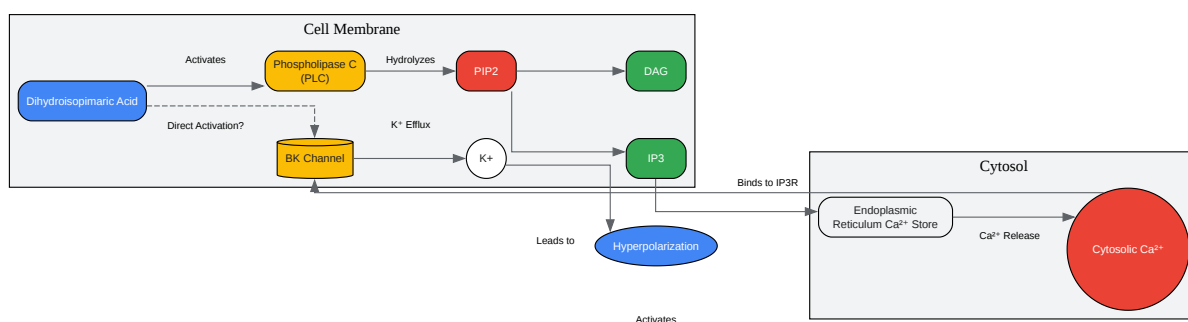 Cell Membrane
Activates
Phospholipase C
(PLC)
Hydrolyzes
PIP2
DAG
Dihydroisopimaric Acid
Direct Activation?
K⁺ Efflux
BK Channel
K+
IP3
Cytosol
Binds to IP3R
Endoplasmic
Reticulum Ca²⁺ Store
Ca²⁺ Release
Cytosolic Ca²⁺
Leads to
Hyperpolarization
Activates